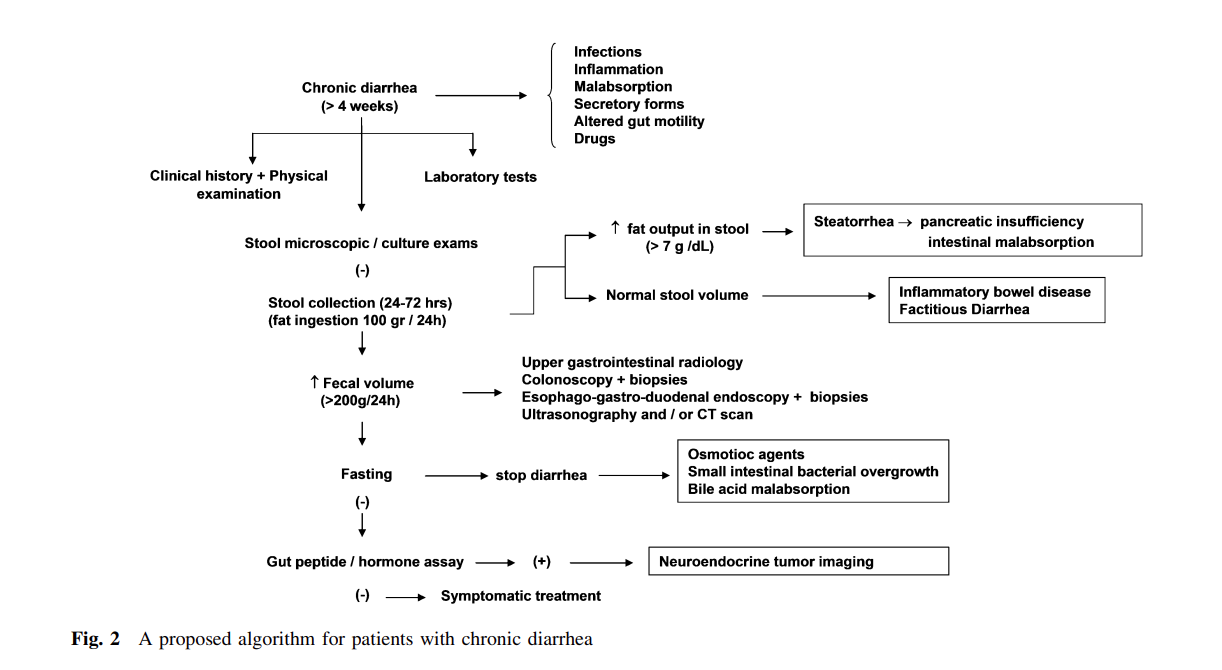 Chronic diarrhea
(> 4 weeks)
Infections
Inflammation
Malabsorption
Secretory forms
Altered gut motility
Drugs
Clinical history + Physical
examination
Laboratory tests
Stool microscopic / culture exams
(-)
Stool collection (24-72 hrs)
(fat ingestion 100 gr / 24h)
↑ fat output in stool
(> 7 g /dL)
Steatorrhea → pancreatic insufficiency
intestinal malabsorption
Normal stool volume
Inflammatory bowel disease
Factitious Diarrhea
↑ Fecal volume
(>200g/24h)
Upper gastrointestinal radiology
Colonoscopy + biopsies
Esophago-gastro-duodenal endoscopy + biopsies
Ultrasonography and / or CT scan
Fasting
stop diarrhea
Osmotioc agents
Small intestinal bacterial overgrowth
Bile acid malabsorption
(-)
Gut peptide / hormone assay
(+)
Neuroendocrine tumor imaging
(-)
Symptomatic treatment
Fig. 2 A proposed algorithm for patients with chronic diarrhea